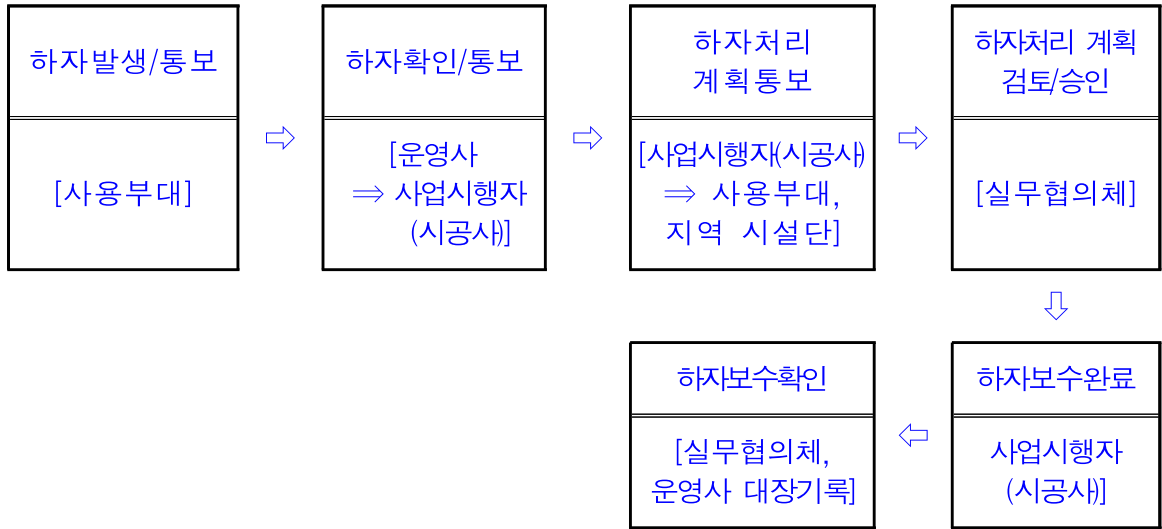 하자발생/통보
[사용부대]
하자확인/통보
[운영사
⇒ 사업시행자
(시공사)]
하자처리
계획통보
[사업시행자(시공사)
⇒ 사용부대,
지역 시설단]
하자처리 계획
검토/승인
[실무협의체]
하자보수완료
사업시행자
(시공사)]
하자보수확인
[실무협의체,
운영사 대장기록]